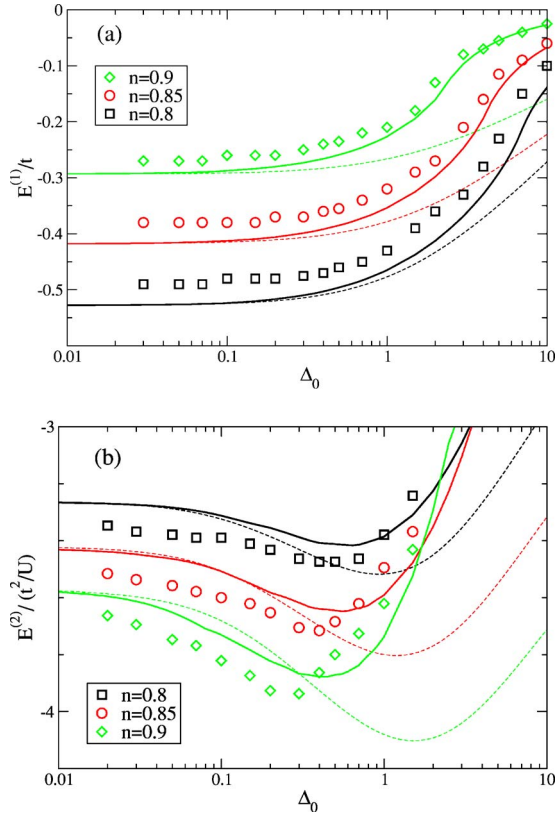 (a)
n=0.9
n=0.85
n=0.8
E^(1)/t
0
-0.1
-0.2
-0.3
-0.4
-0.5
0.01 0.1 1 10
Δ₀
(b)
n=0.8
n=0.85
n=0.9
E^(2)/(t²/U)
-3
-4
0.01 0.1 1 10
Δ₀